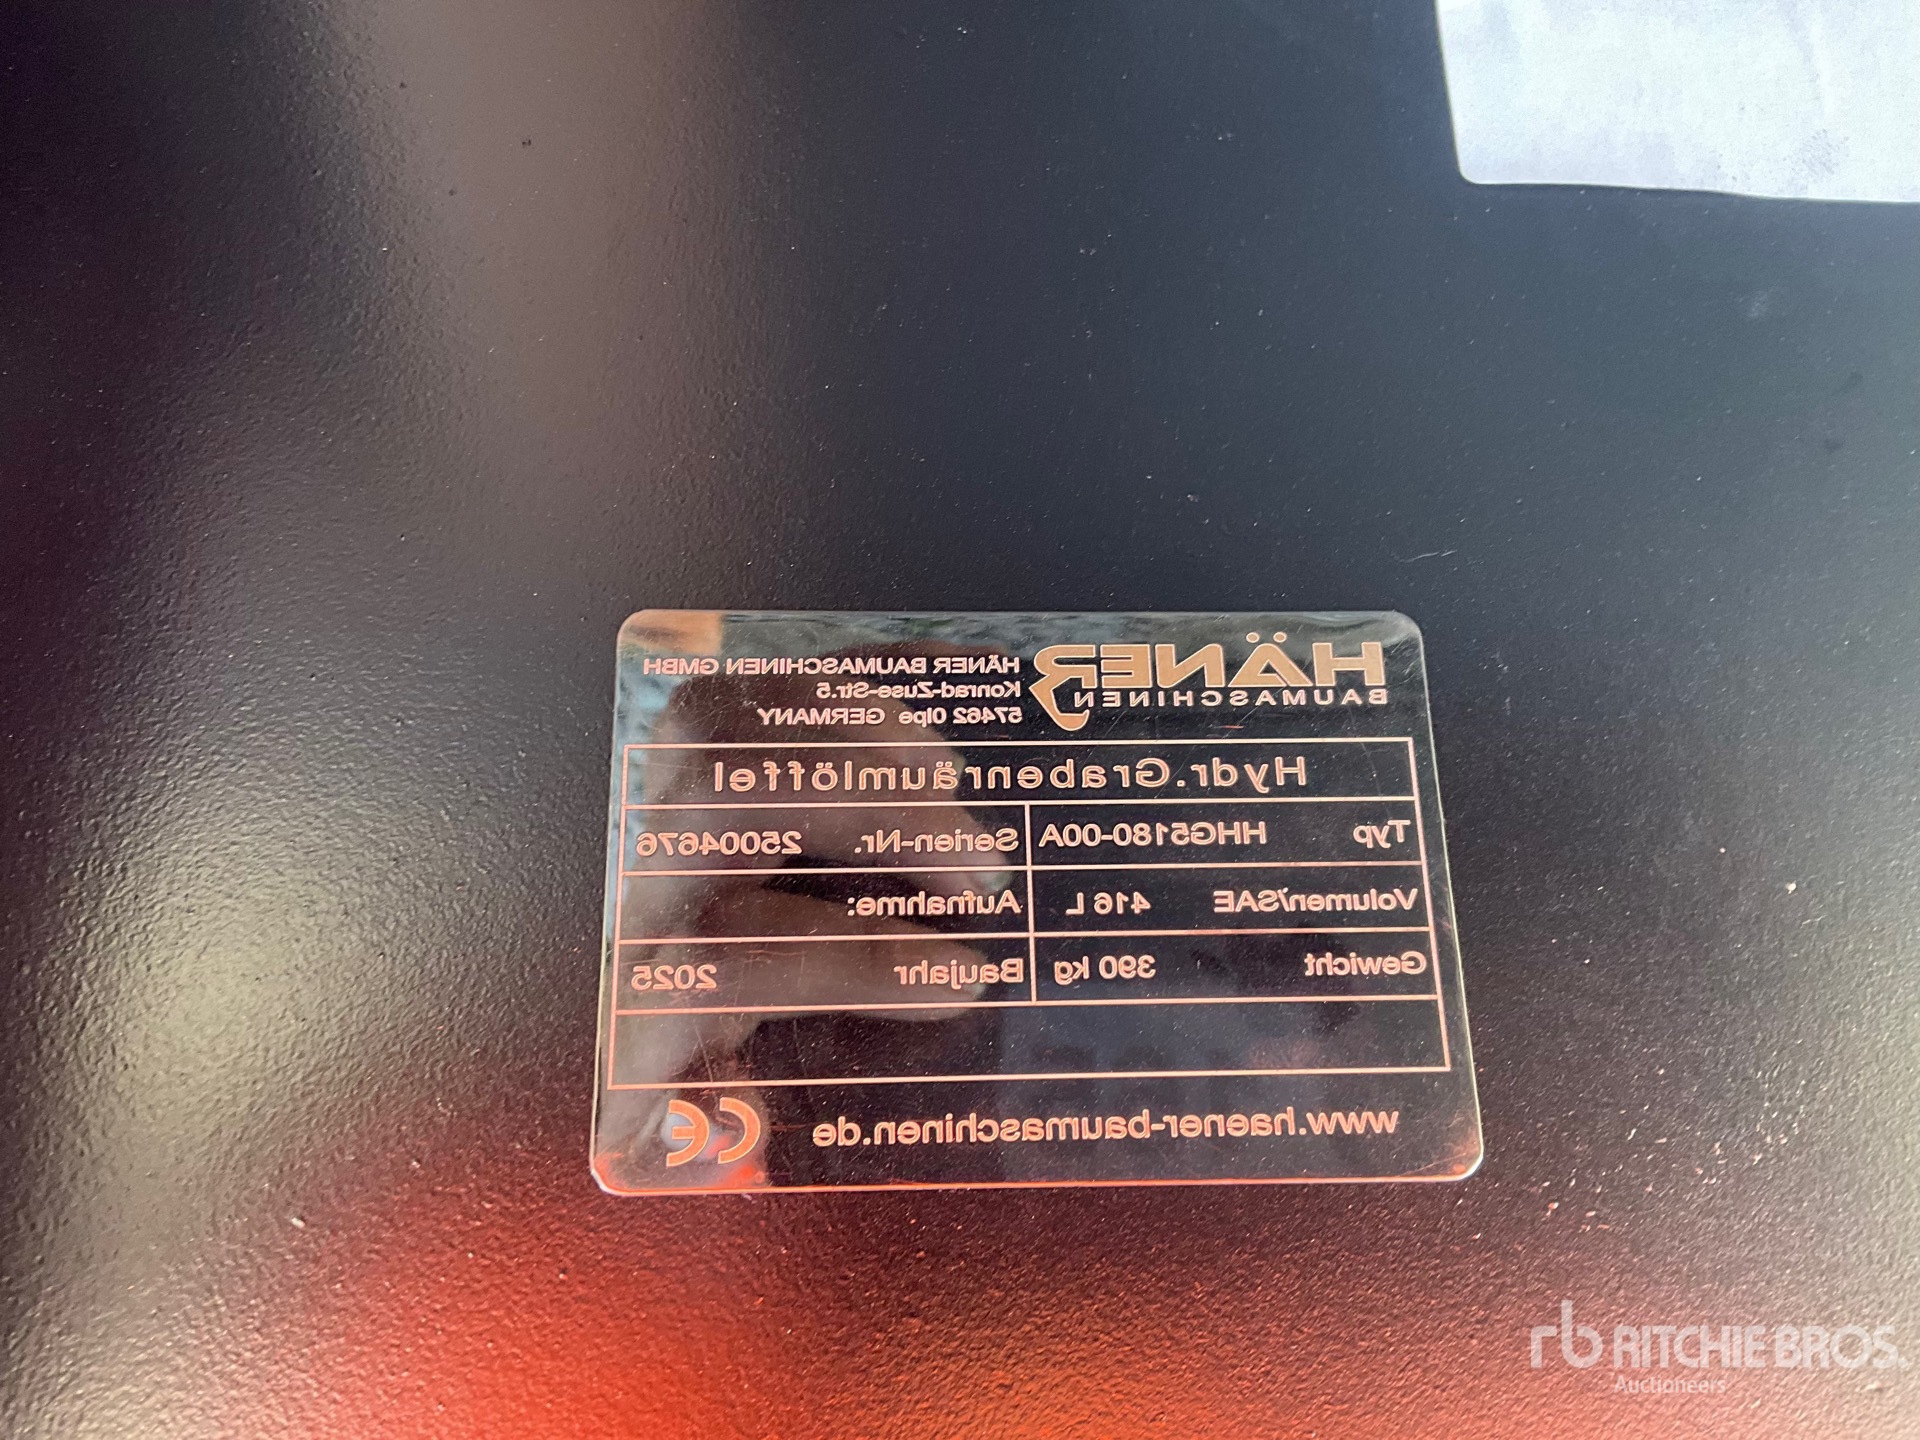 HÄNER
BAUMASCHINEN
HÄNER BAUMASCHINEN GMBH
Konrad-Zuse-Str.5
57462 Olpe GERMANY
Hydr.Grabenräumlöffel
Typ HHG5180-00A Serien-Nr. 25004676
Volumen/SAE 416 L Aufnahme:
Gewicht 390 kg Baujahr 2025
www.haener-baumaschinen.de CE
rb RITCHIE BROS.
Auctioneers